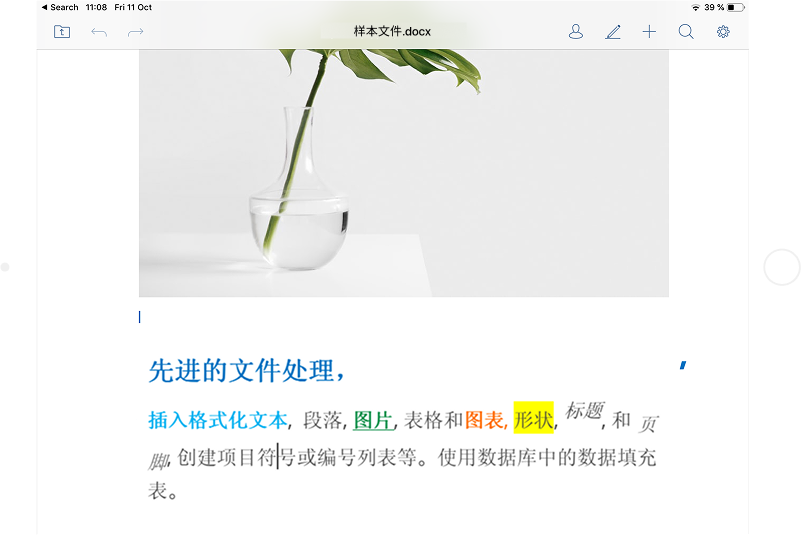 Search 11:08 Fri 11 Oct 39 %
样本文件.docx
先进的文件处理，
插入格式化文本, 段落, 图片, 表格和图表, 形状, 标题, 和 页
脚, 创建项目符号或编号列表等。使用数据库中的数据填充
表。